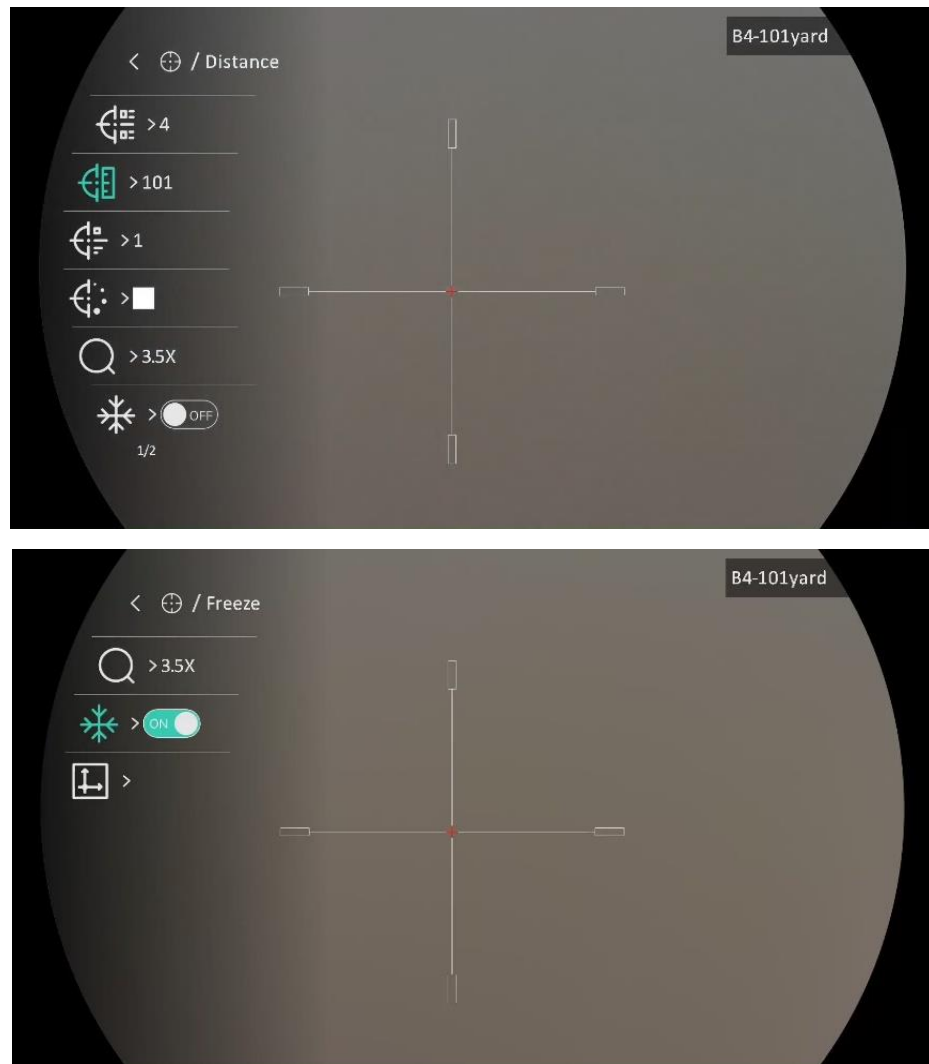 B4-101yard
< / Distance
>4
>101
>1
>
>3.5X
> OFF
1/2
B4-101yard
< / Freeze
>3.5X
> ON
>